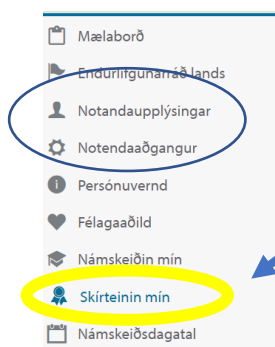 Mælaborð
Endurlífgunarráð lands
Notandaupplýsingar
Notendaaðgangur
Persónuvernd
Félagaaðild
Námskeiðin mín
Skírteinin mín
Námskeiðsdagatal